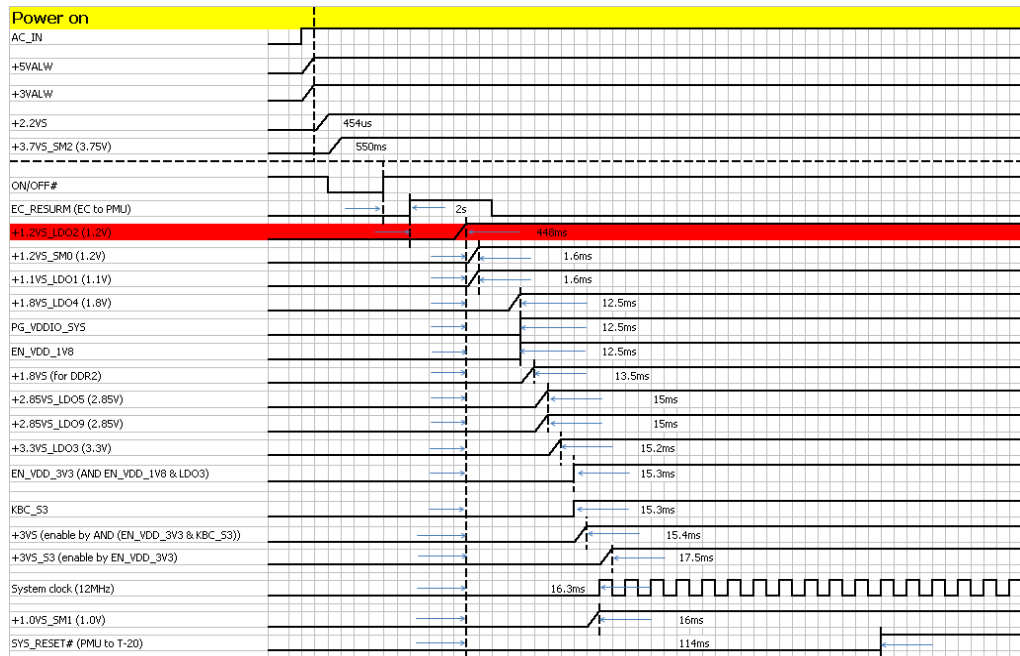 Power on
AC_IN
+5VALW
+3VALW
+2.2VS 454us
+3.7VS_SM2 (3.75V) 550ms
ON/OFF#
EC_RESURM (EC to PMU) 2s
+1.2VS_LDO2 (1.2V) 448ms
+1.2VS_SM0 (1.2V) 1.6ms
+1.1VS_LDO1 (1.1V) 1.6ms
+1.8VS_LDO4 (1.8V) 12.5ms
PG_VDDIO_SYS 12.5ms
EN_VDD_1V8 12.5ms
+1.8VS (for DDR2) 13.5ms
+2.85VS_LDO5 (2.85V) 15ms
+2.85VS_LDO9 (2.85V) 15ms
+3.3VS_LDO3 (3.3V) 15.2ms
EN_VDD_3V3 (AND EN_VDD_1V8 & LDO3) 15.3ms
KBC_S3 15.3ms
+3VS (enable by AND (EN_VDD_3V3 & KBC_S3)) 15.4ms
+3VS_S3 (enable by EN_VDD_3V3) 17.5ms
System clock (12MHz) 16.3ms
+1.0VS_SM1 (1.0V) 16ms
SYS_RESET# (PMU to T-20) 114ms